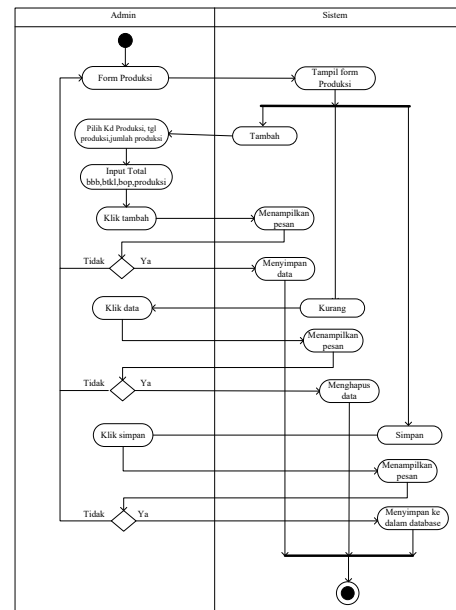 Admin
Sistem
Form Produksi
Tampil form
Produksi
Pilih Kd Produksi, tgl
produksi,jumlah produksi
Tambah
Input Total
bbb,btkl,bop,produksi
Klik tambah
Menampilkan
pesan
Tidak
Ya
Menyimpan
data
Klik data
Kurang
Menampilkan
pesan
Tidak
Ya
Menghapus
data
Klik simpan
Simpan
Menampilkan
pesan
Tidak
Ya
Menyimpan ke
dalam database